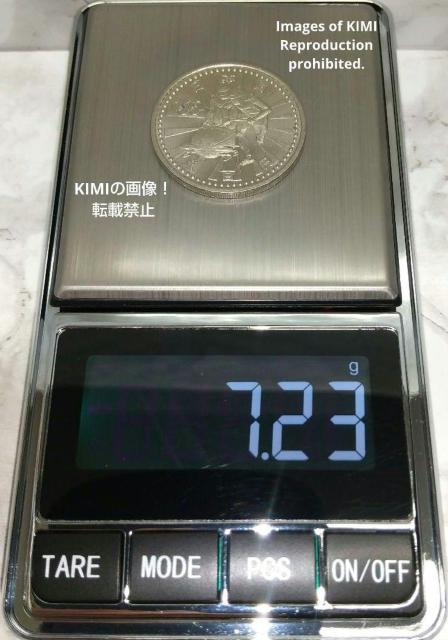 Images of KIMI
Reproduction
prohibited.
KIMIの画像！
転載禁止
g
7.23
TARE
MODE
PCS
ON/OFF